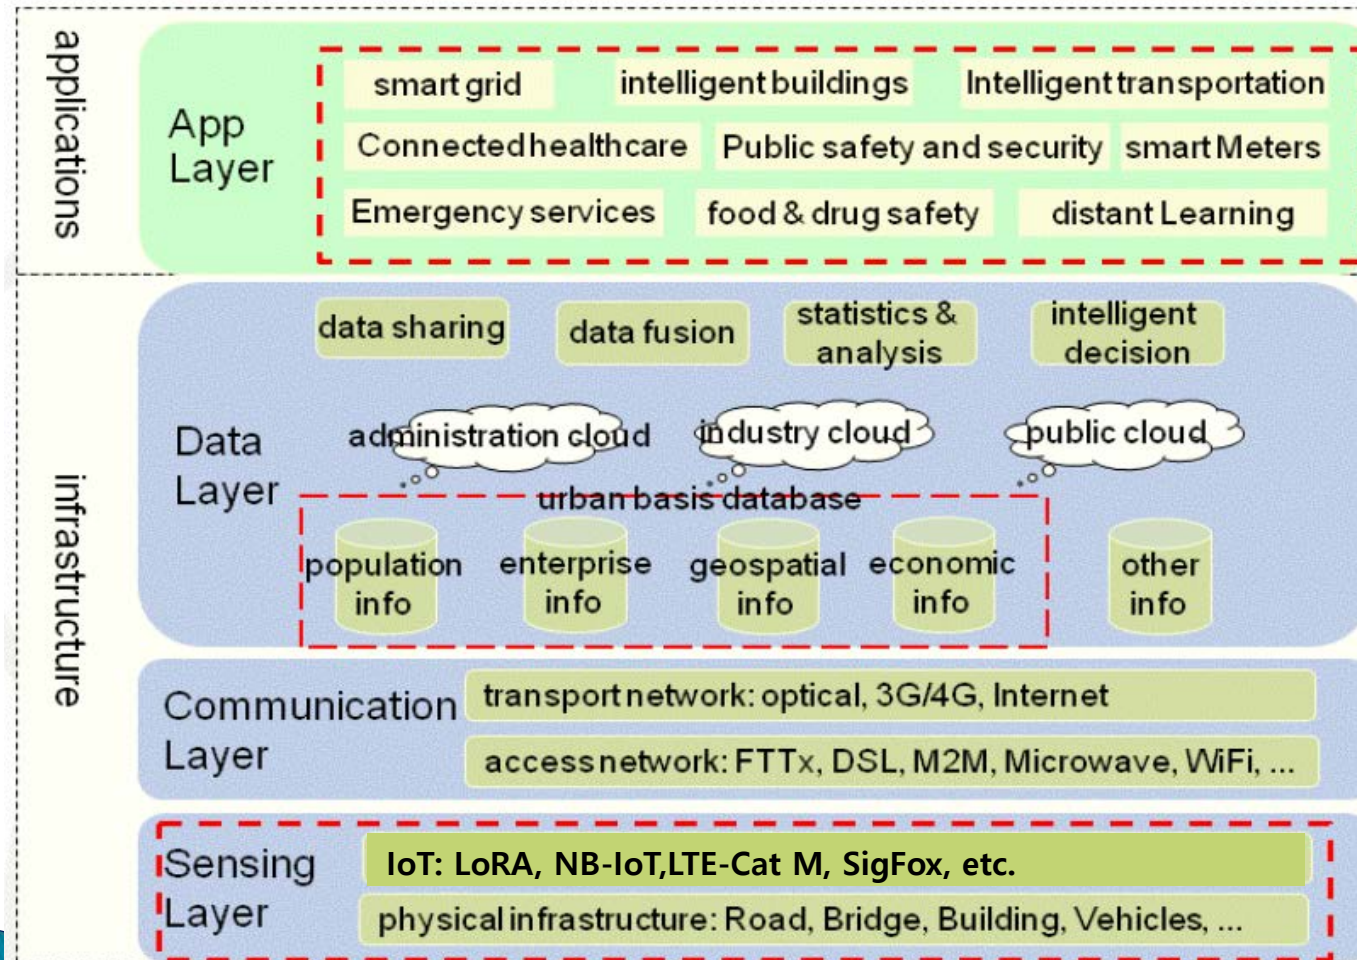 applications
App
Layer
smart grid
intelligent buildings
Intelligent transportation
Connected healthcare
Public safety and security
smart Meters
Emergency services
food & drug safety
distant Learning
infrastructure
Data
Layer
data sharing
data fusion
statistics &
analysis
intelligent
decision
administration cloud
industry cloud
public cloud
urban basis database
population
info
enterprise
info
geospatial
info
economic
info
other
info
Communication
Layer
transport network: optical, 3G/4G, Internet
access network: FTTx, DSL, M2M, Microwave, WiFi, ...
Sensing
Layer
IoT: LoRA, NB-IoT,LTE-Cat M, SigFox, etc.
physical infrastructure: Road, Bridge, Building, Vehicles, ...